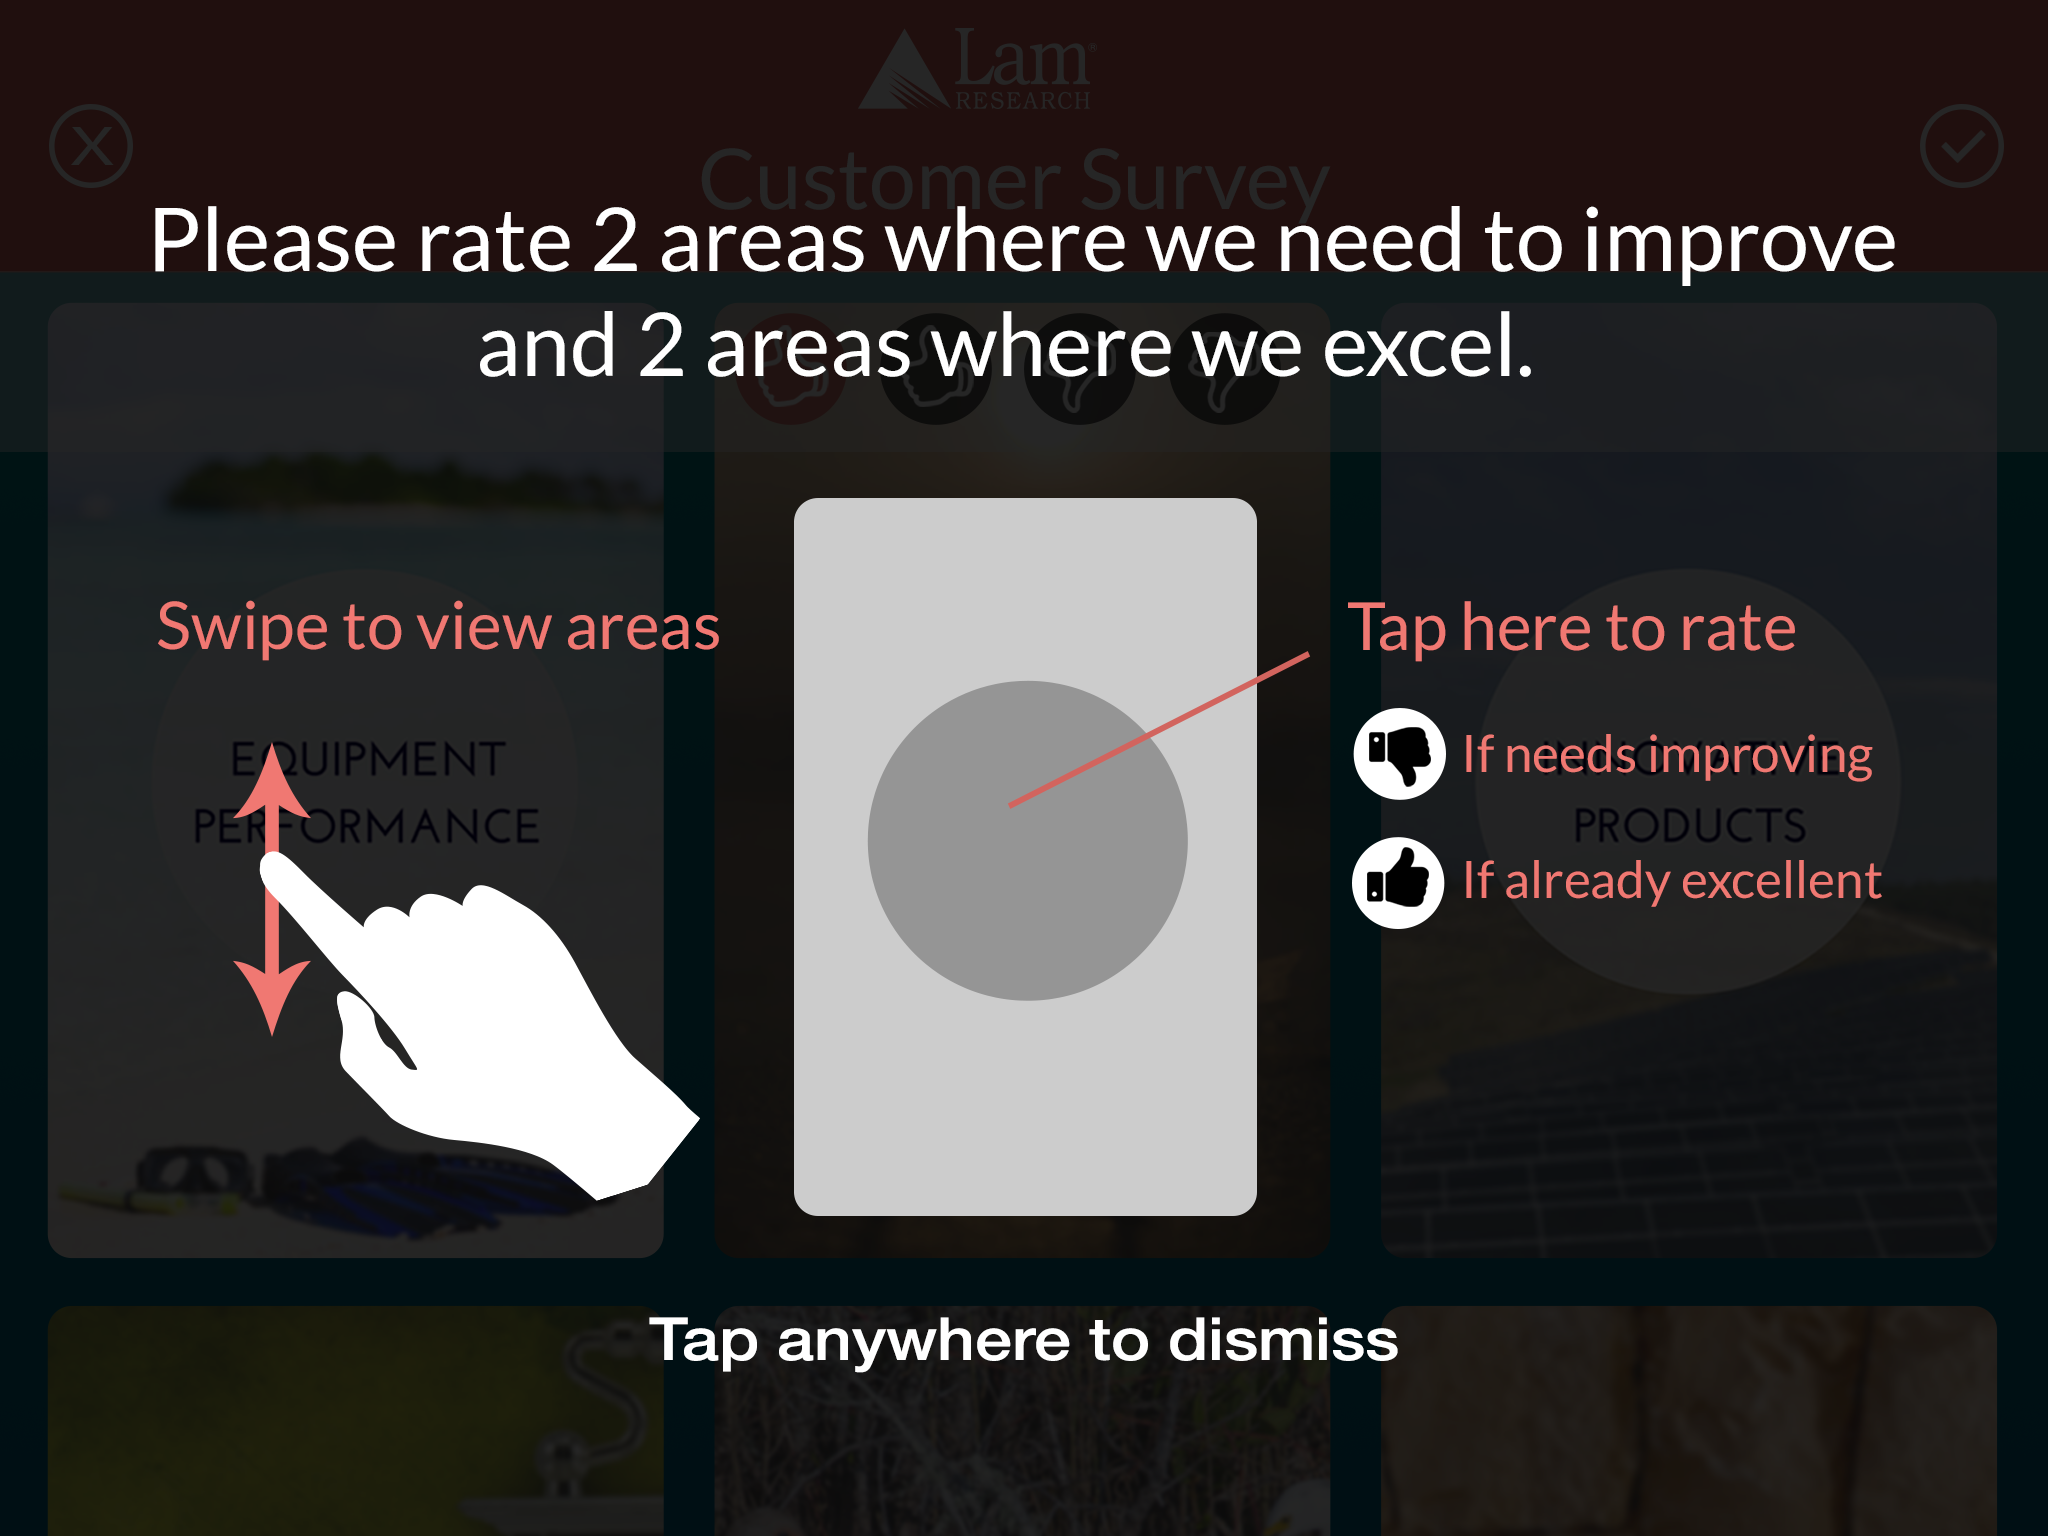 Lam®
RESEARCH
X
Customer Survey
Please rate 2 areas where we need to improve
and 2 areas where we excel.
Swipe to view areas
Tap here to rate
EQUIPMENT
PERFORMANCE
If needs improving
INNOVATIVE
PRODUCTS
If already excellent
Tap anywhere to dismiss